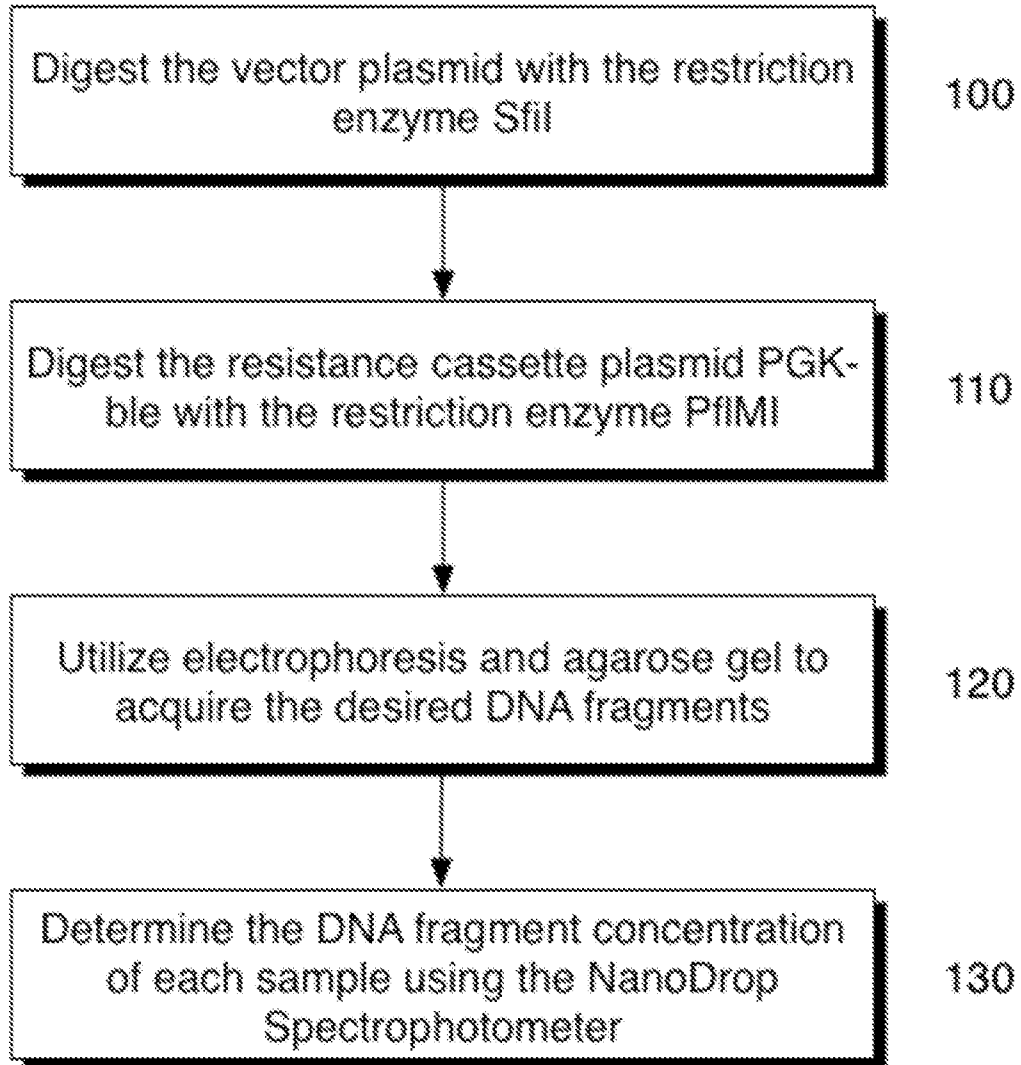 Digest the vector plasmid with the restriction
enzyme SfiI
100
Digest the resistance cassette plasmid PGK-
ble with the restriction enzyme PflMI
110
Utilize electrophoresis and agarose gel to
acquire the desired DNA fragments
120
Determine the DNA fragment concentration
of each sample using the NanoDrop
Spectrophotometer
130